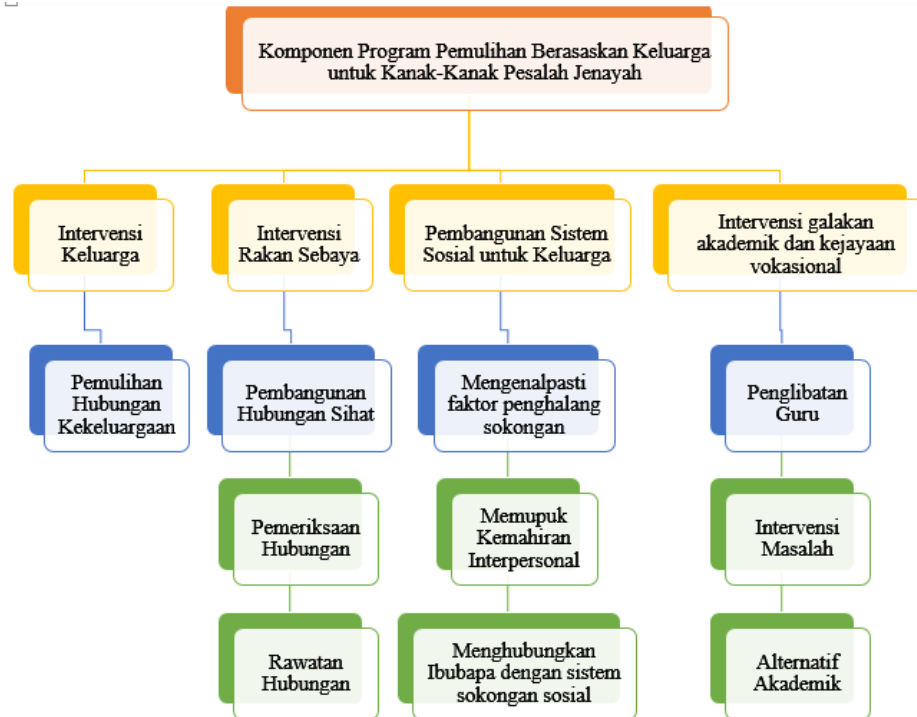 Komponen Program Pemulihan Berasaskan Keluarga
untuk Kanak-Kanak Pesalah Jenayah
Intervensi
Keluarga
Intervensi
Rakan Sebaya
Pembangunan Sistem
Sosial untuk Keluarga
Intervensi galakan
akademik dan kejayaan
vokasional
Pemulihan
Hubungan
Kekeluargaan
Pembangunan
Hubungan Sihat
Mengenalpasti
faktor penghalang
sokongan
Penglibatan
Guru
Pemeriksaan
Hubungan
Memupuk
Kemahiran
Interpersonal
Intervensi
Masalah
Rawatan
Hubungan
Menghubungkan
Ibubapa dengan sistem
sokongan sosial
Alternatif
Akademik